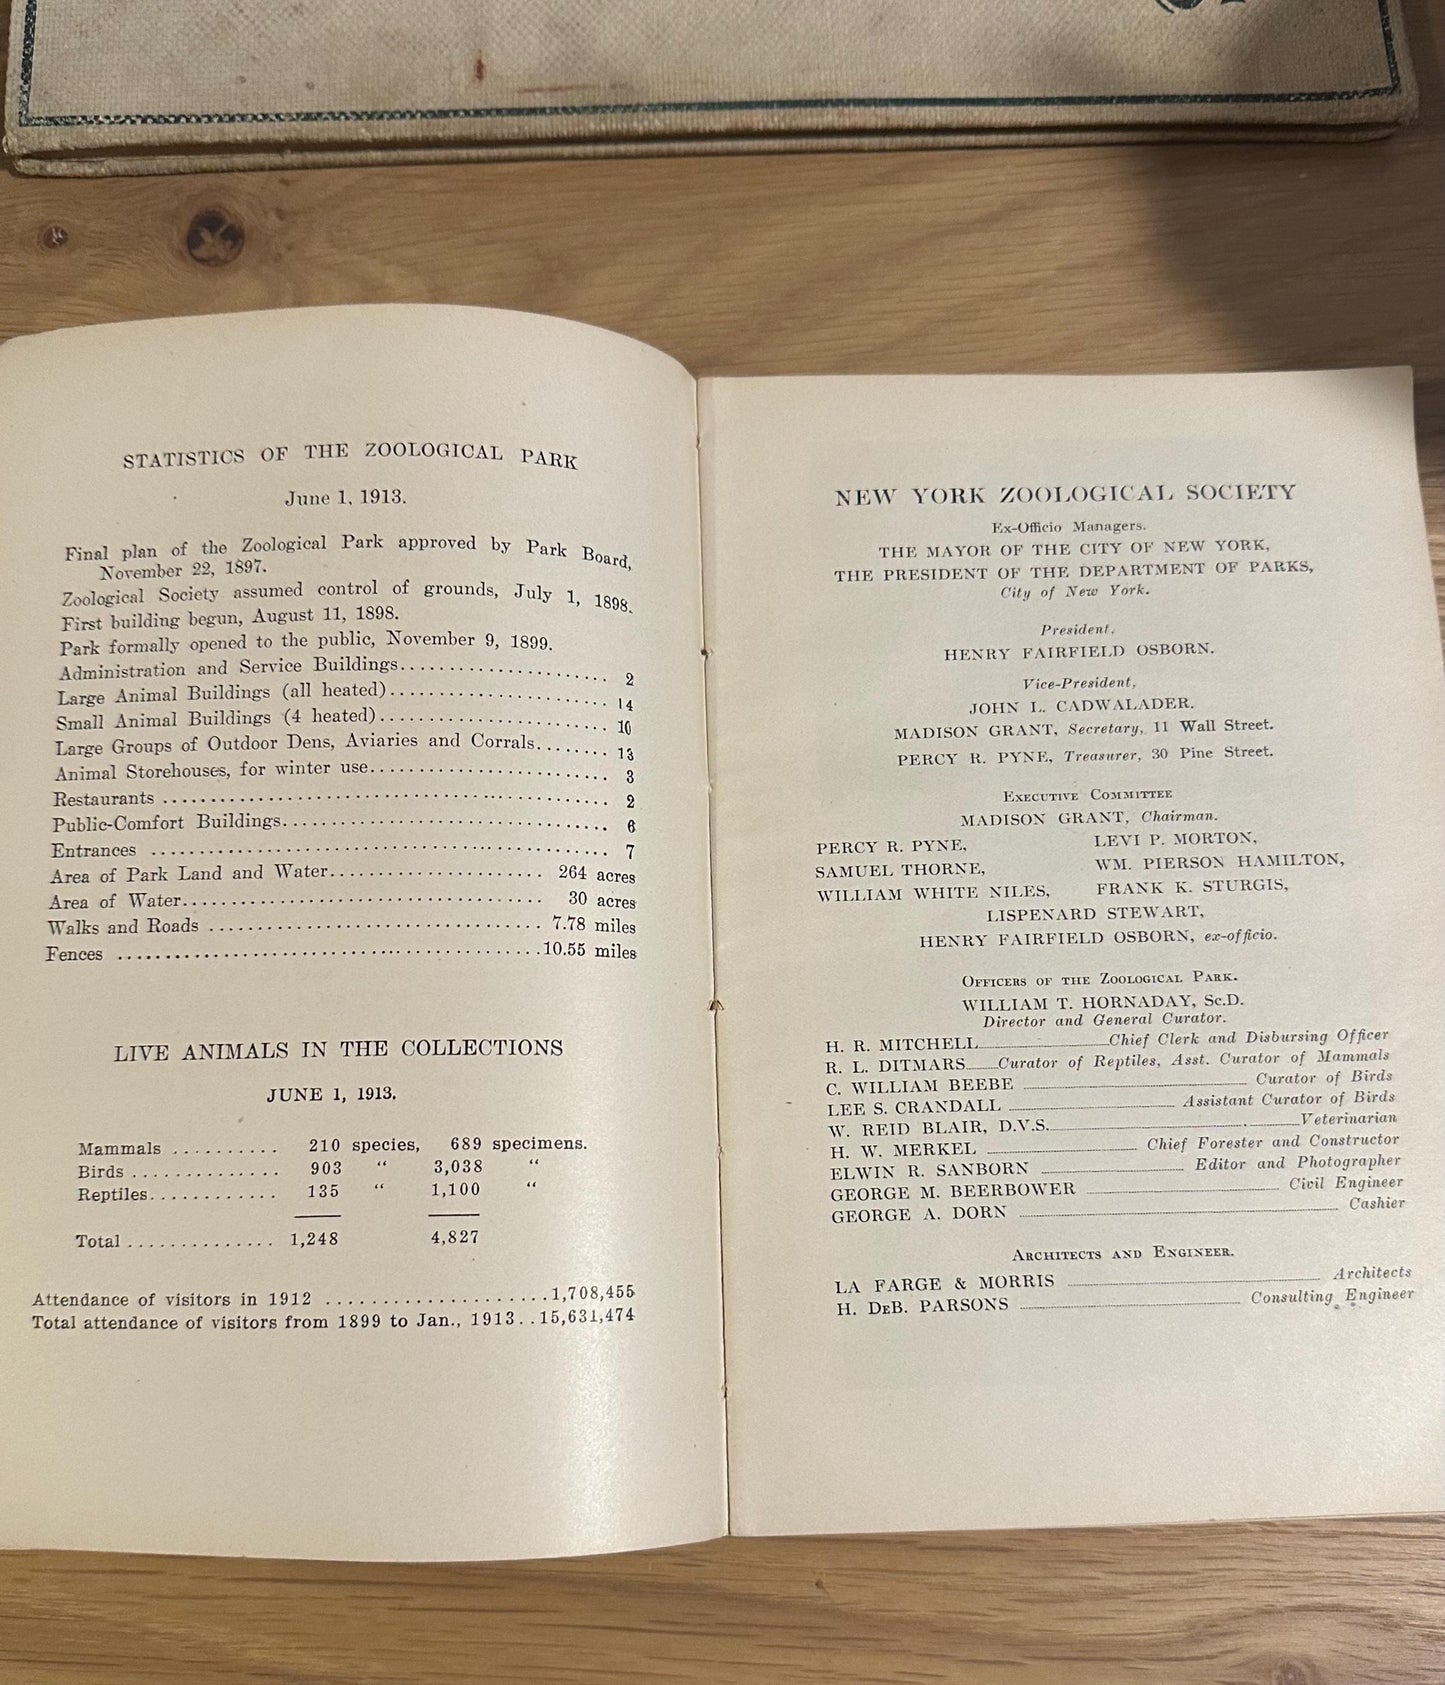 STATISTICS OF THE ZOOLOGICAL PARK
June 1, 1913.
Final plan of the Zoological Park approved by Park Board,
November 22, 1897.
Zoological Society assumed control of grounds, July 1, 1898.
First building begun, August 11, 1898.
Park formally opened to the public, November 9, 1899.
Administration and Service Buildings........................ 2
Large Animal Buildings (all heated)........................ 14
Small Animal Buildings (4 heated)........................ 10
Large Groups of Outdoor Dens, Aviaries and Corrals........ 13
Animal Storehouses, for winter use........................ 3
Restaurants ........................ 2
Public-Comfort Buildings........................ 6
Entrances ........................ 7
Area of Park Land and Water........................ 264 acres
Area of Water........................ 30 acres
Walks and Roads ........................ 7.78 miles
Fences ........................10.55 miles
LIVE ANIMALS IN THE COLLECTIONS
JUNE 1, 1913.
Mammals .......... 210 species, 689 specimens.
Birds ............. 903 “ 3,038 “
Reptiles............ 135 “ 1,100 “
Total .............. 1,248 4,827
Attendance of visitors in 1912 ....................1,708,455
Total attendance of visitors from 1899 to Jan., 1913..15,631,474
NEW YORK ZOOLOGICAL SOCIETY
Ex-Officio Managers.
THE MAYOR OF THE CITY OF NEW YORK,
THE PRESIDENT OF THE DEPARTMENT OF PARKS,
City of New York.
President,
HENRY FAIRFIELD OSBORN.
Vice-President,
JOHN L. CADWALADER.
MADISON GRANT, Secretary, 11 Wall Street.
PERCY R. PYNE, Treasurer, 30 Pine Street.
EXECUTIVE COMMITTEE
MADISON GRANT, Chairman.
PERCY R. PYNE, LEVI P. MORTON,
SAMUEL THORNE, WM. PIERSON HAMILTON,
WILLIAM WHITE NILES, FRANK K. STURGIS,
LISPENARD STEWART,
HENRY FAIRFIELD OSBORN, ex-officio.
OFFICERS OF THE ZOOLOGICAL PARK.
WILLIAM T. HORNADAY, Sc.D.
Director and General Curator.
H. R. MITCHELL....................Chief Clerk and Disbursing Officer
R. L. DITMARS......Curator of Reptiles, Asst. Curator of Mammals
C. WILLIAM BEEBE .................... Curator of Birds
LEE S. CRANDALL .................... Assistant Curator of Birds
W. REID BLAIR, D.V.S.....................Veterinarian
H. W. MERKEL .................... Chief Forester and Constructor
ELWIN R. SANBORN .................... Editor and Photographer
GEORGE M. BEERBOWER .................... Civil Engineer
GEORGE A. DORN .................... Cashier
ARCHITECTS AND ENGINEER.
LA FARGE & MORRIS .................... Architects
H. DEB. PARSONS .................... Consulting Engineer